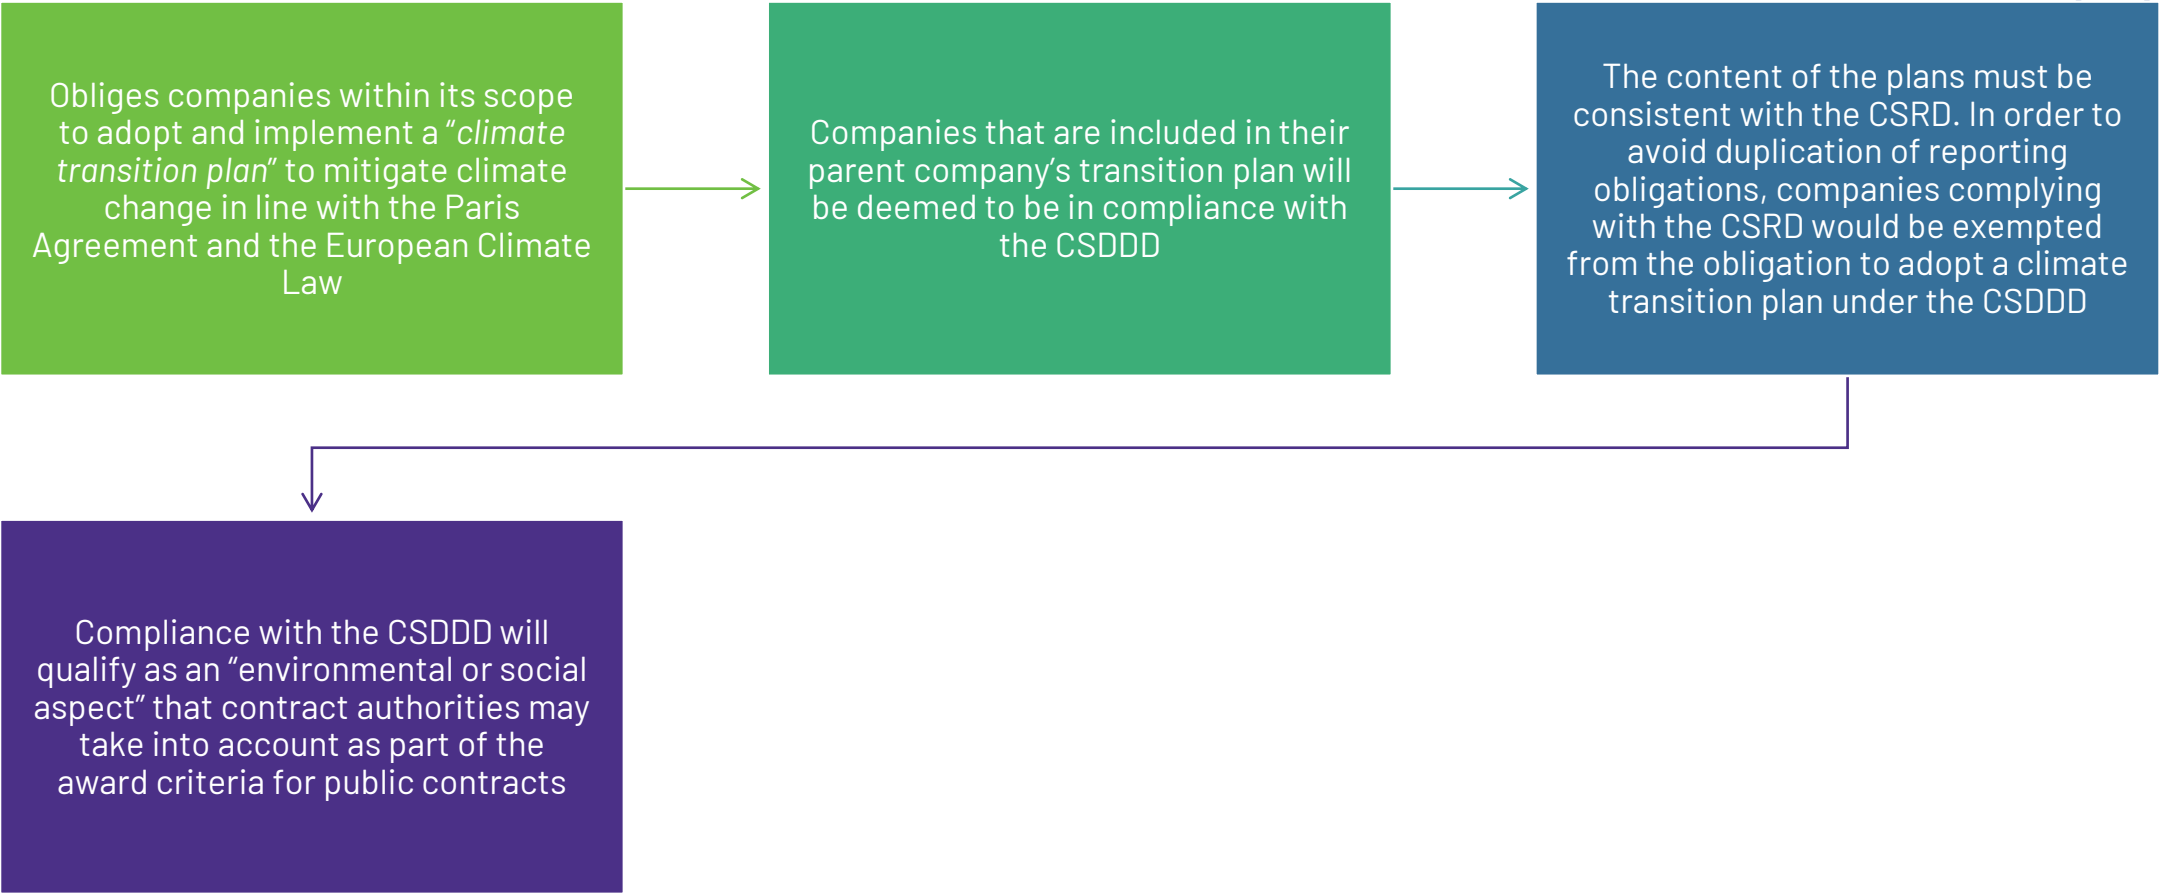 Obliges companies within its scope
to adopt and implement a “climate
transition plan” to mitigate climate
change in line with the Paris
Agreement and the European Climate
Law
Companies that are included in their
parent company’s transition plan will
be deemed to be in compliance with
the CSDDD
The content of the plans must be
consistent with the CSRD. In order to
avoid duplication of reporting
obligations, companies complying
with the CSRD would be exempted
from the obligation to adopt a climate
transition plan under the CSDDD
Compliance with the CSDDD will
qualify as an “environmental or social
aspect” that contract authorities may
take into account as part of the
award criteria for public contracts